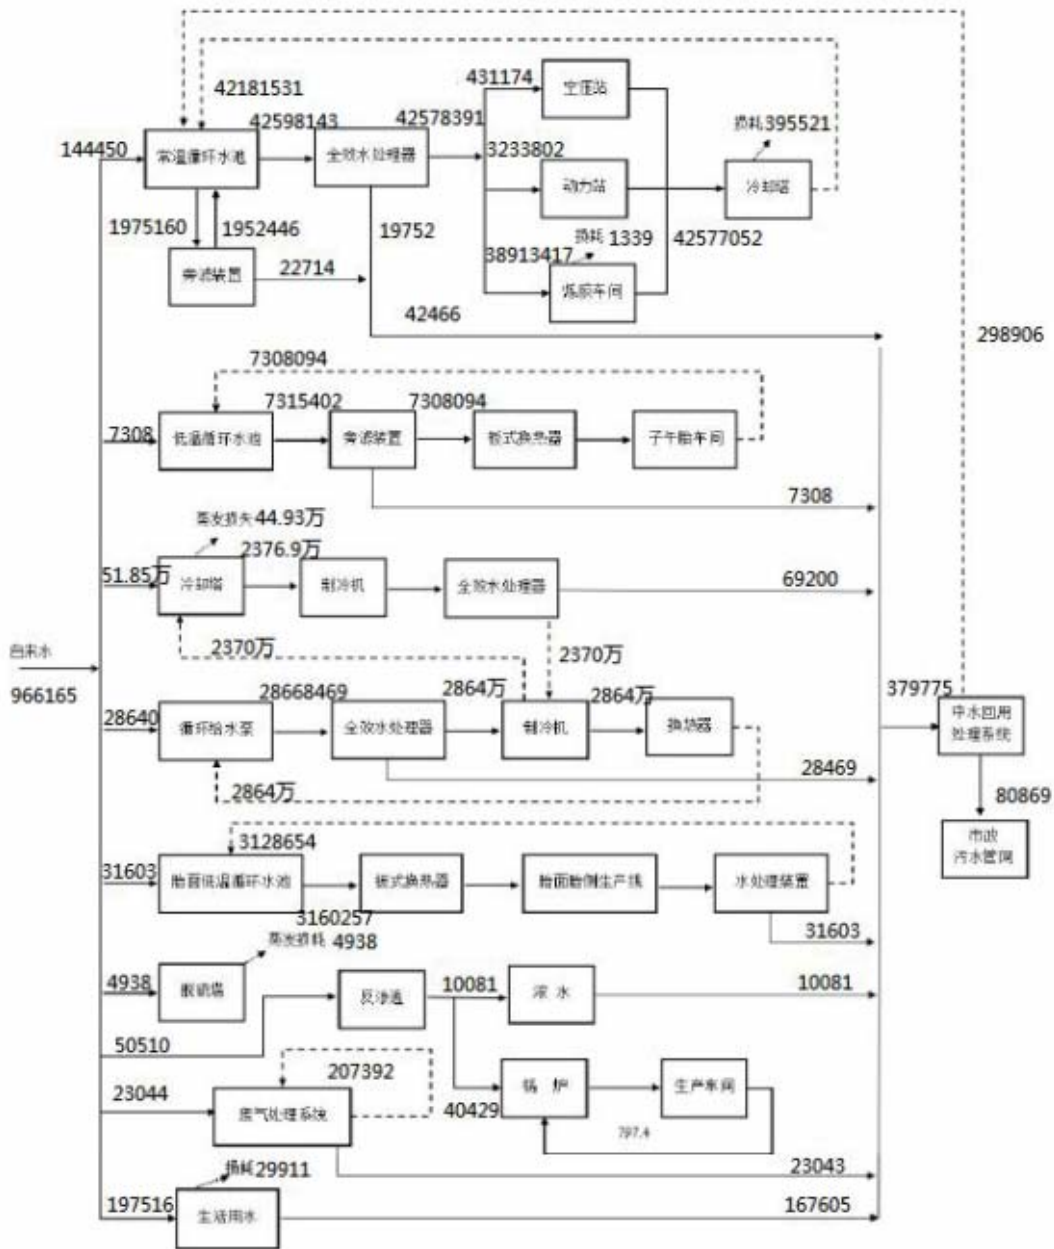 431174
空压站
42181531
42598143
42578391
损耗395521
144450
常温循环水池
全效水处理器
3233802
动力站
冷却塔
1975160
1952446
19752
损耗 1339
42577052
38913417
旁滤装置
22714
炼胶车间
42466
298906
7308094
7315402
7308094
7308
低温循环水池
旁滤装置
板式换热器
子午胎车间
7308
蒸发损失44.93万
2376.9万
51.85万
冷却塔
制冷机
全效水处理器
69200
自来水
2370万
2370万
966165
28668469
2864万
2864万
379775
28640
循环给水泵
全效水处理器
制冷机
换热器
中水回用
处理系统
2864万
28469
80869
3128654
市政
污水管网
31603
胎面低温循环水池
板式换热器
胎面胎侧生产线
水处理装置
3160257
31603
蒸发损耗 4938
4938
脱硫塔
反渗透
10081
浓 水
10081
50510
207392
锅 炉
生产车间
23044
废气处理系统
40429
797.4
损耗29911
23043
197516
生活用水
167605